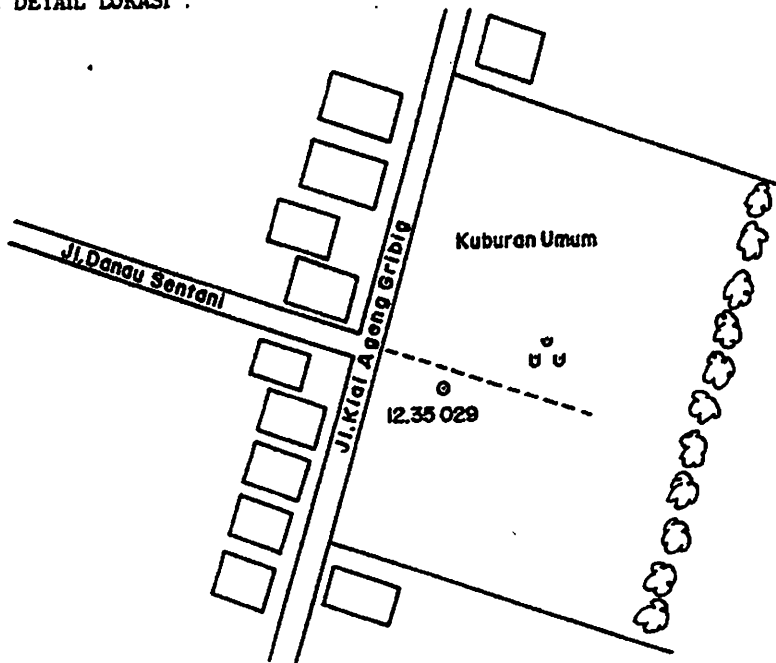 DETAIL LOKASI :
Kuburan Umum
Jl.Danau Sentani
Jl.Kiai Ageng Gribig
12.35 029